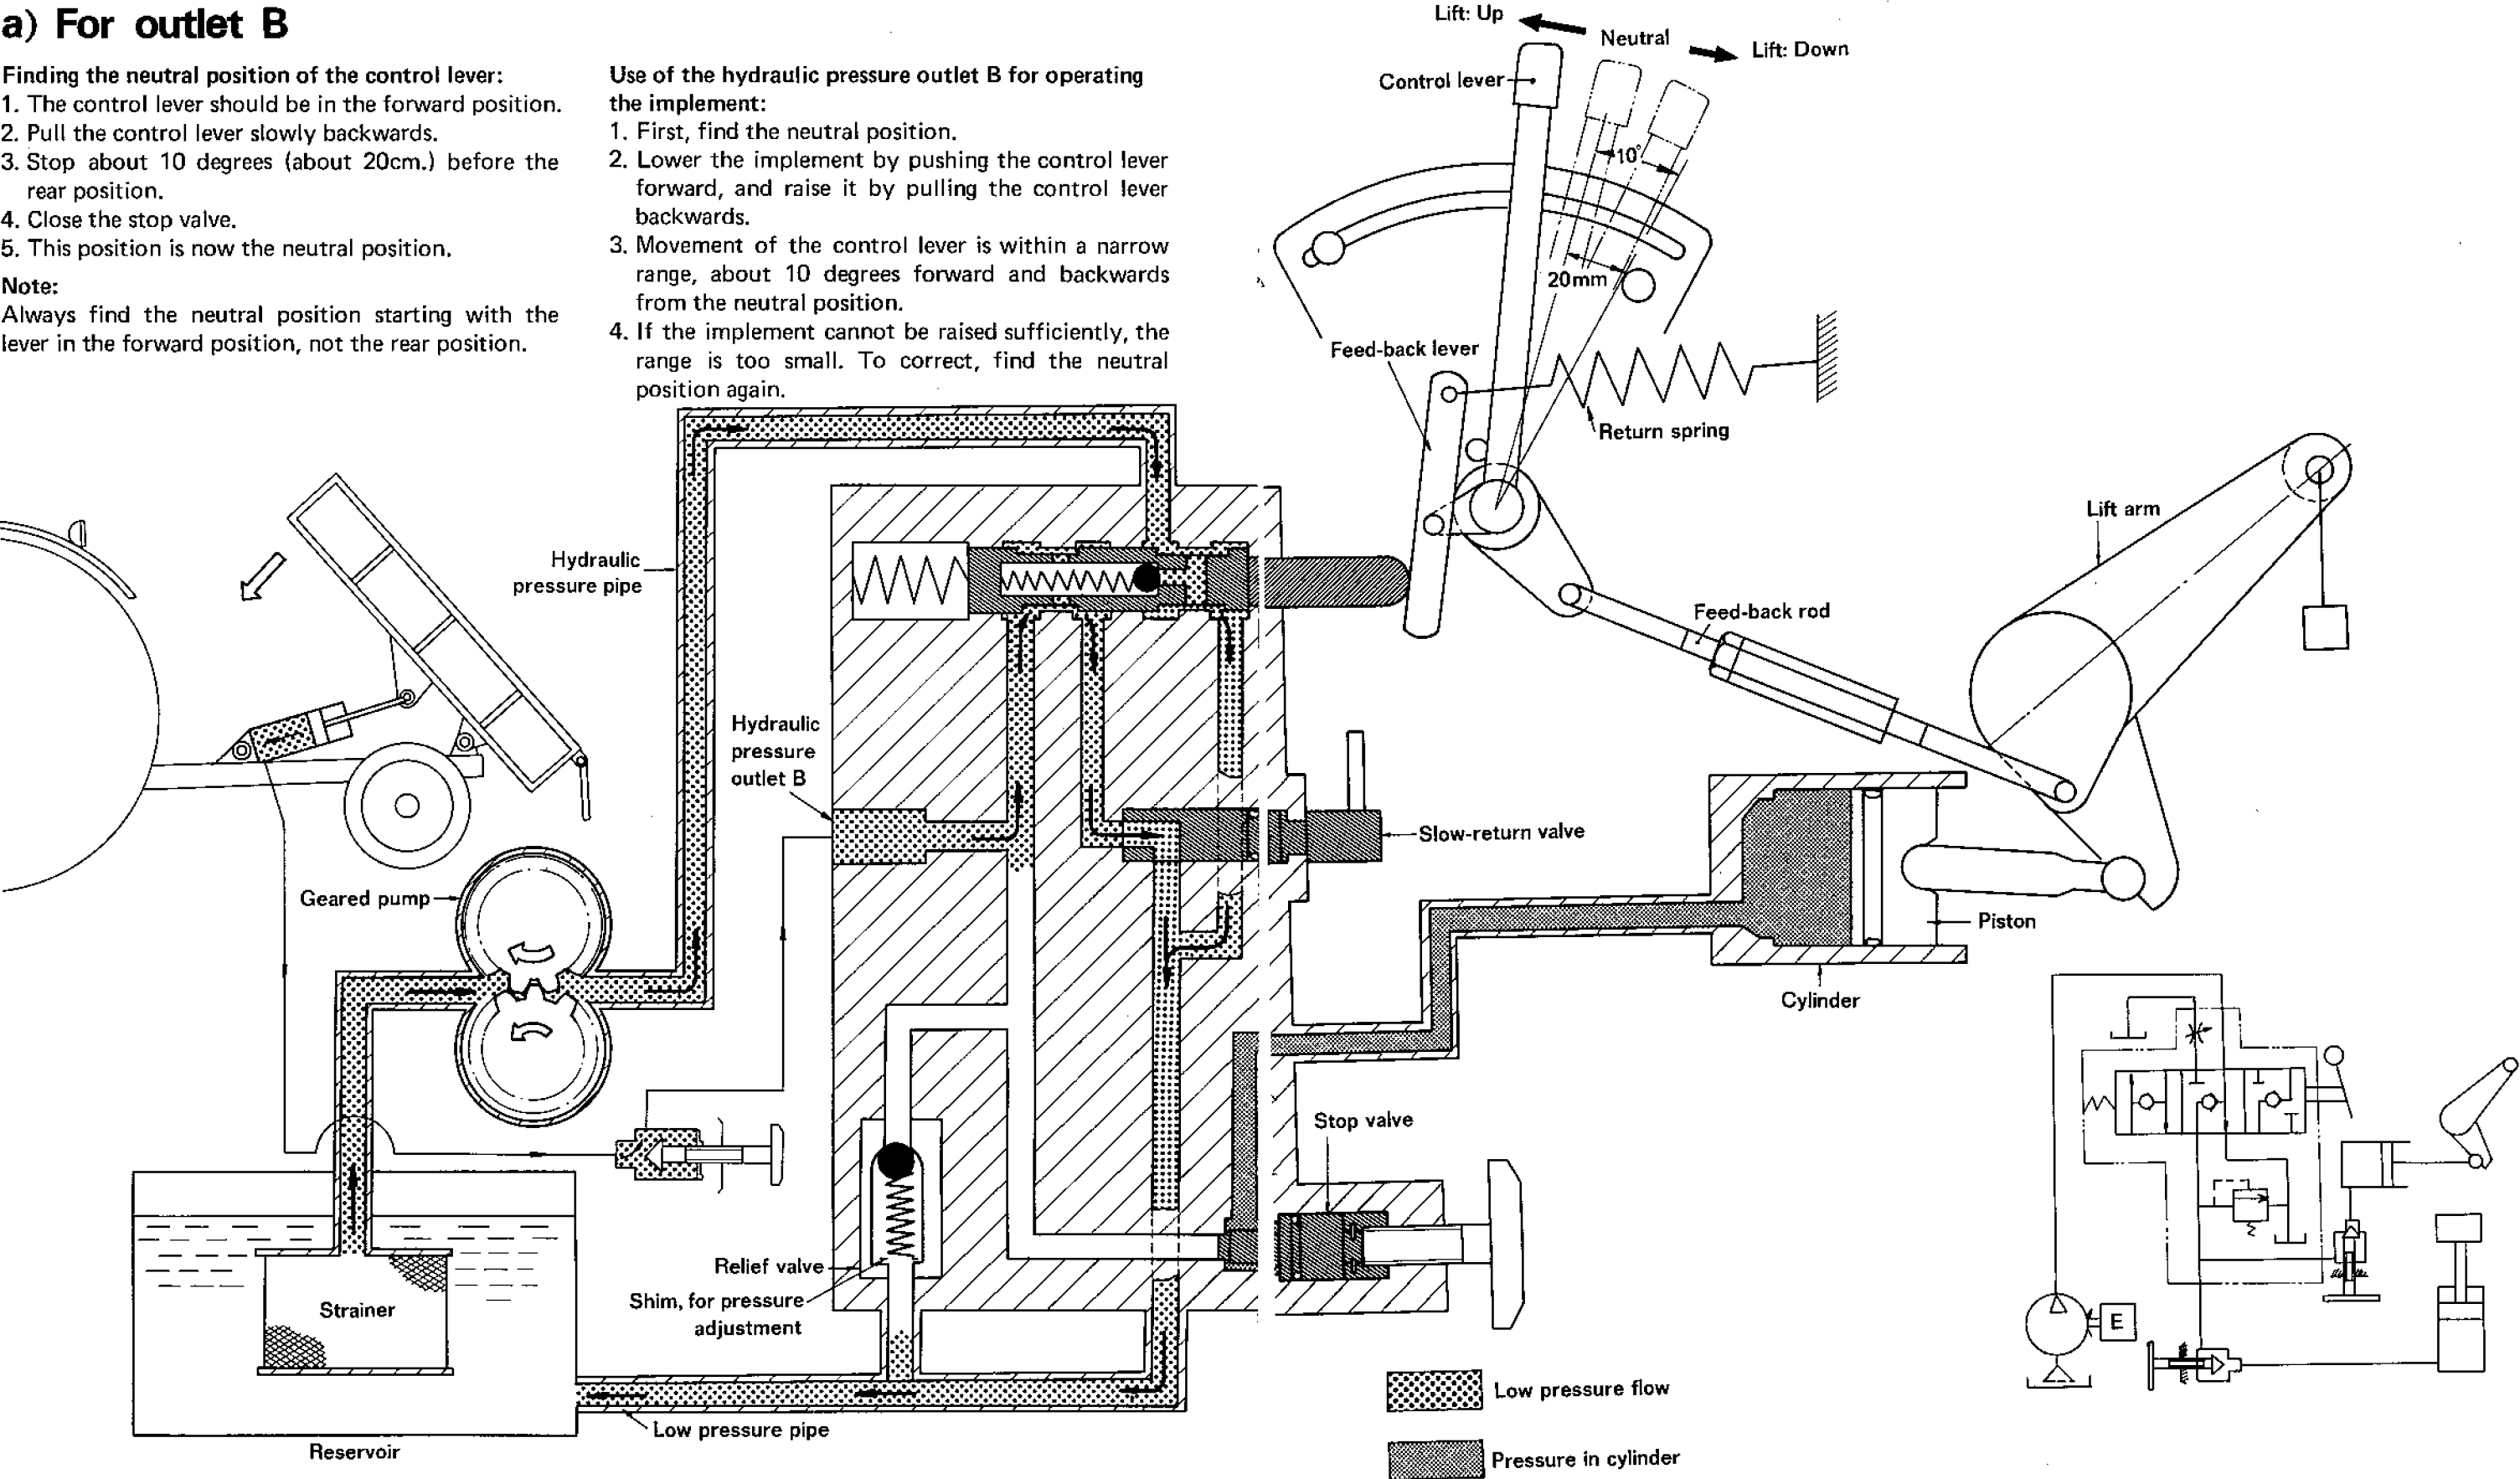 a) For outlet B
Finding the neutral position of the control lever:
1. The control lever should be in the forward position.
2. Pull the control lever slowly backwards.
3. Stop about 10 degrees (about 20cm.) before the
rear position.
4. Close the stop valve.
5. This position is now the neutral position.
Note:
Always find the neutral position starting with the
lever in the forward position, not the rear position.
Use of the hydraulic pressure outlet B for operating
the implement:
1. First, find the neutral position.
2. Lower the implement by pushing the control lever
forward, and raise it by pulling the control lever
backwards.
3. Movement of the control lever is within a narrow
range, about 10 degrees forward and backwards
from the neutral position.
4. If the implement cannot be raised sufficiently, the
range is too small. To correct, find the neutral
position again.
Lift: Up
Neutral
Lift: Down
Control lever
10°
20mm
Feed-back lever
Return spring
Lift arm
Hydraulic
pressure pipe
Feed-back rod
Hydraulic
pressure
outlet B
Slow-return valve
Geared pump
Piston
Cylinder
Stop valve
Relief valve
Shim, for pressure
adjustment
Strainer
E
Low pressure flow
Low pressure pipe
Reservoir
Pressure in cylinder